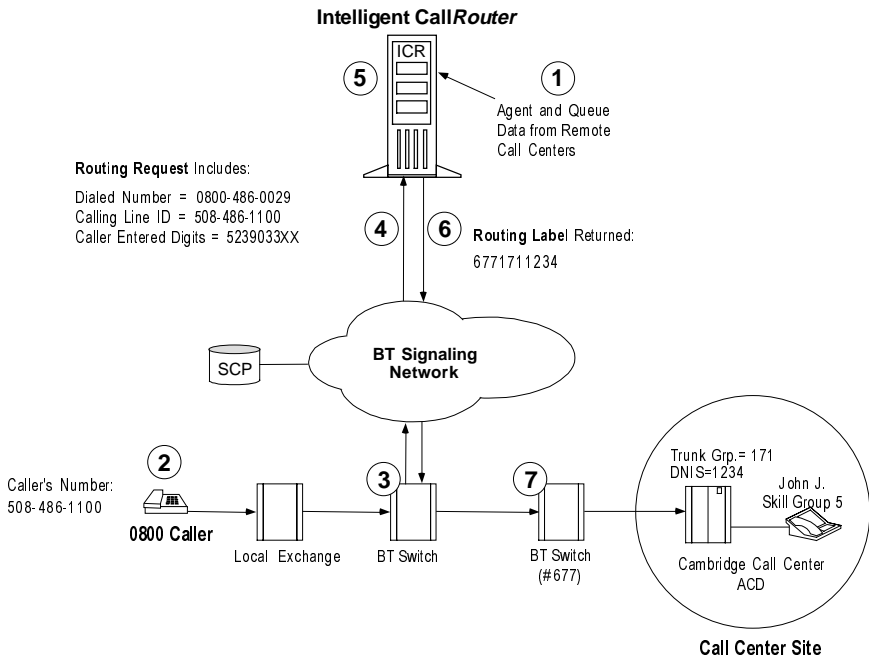 Intelligent CallRouter
ICR
5
1
Agent and Queue
Data from Remote
Call Centers
Routing Request Includes:
Dialed Number = 0800-486-0029
Calling Line ID = 508-486-1100
Caller Entered Digits = 5239033XX
4
6
Routing Label Returned:
6771711234
BT Signaling
Network
SCP
Caller's Number:
508-486-1100
2
0800 Caller
Local Exchange
3
BT Switch
7
BT Switch
(#677)
Trunk Grp.= 171
DNIS=1234
John J.
Skill Group 5
Cambridge Call Center
ACD
Call Center Site